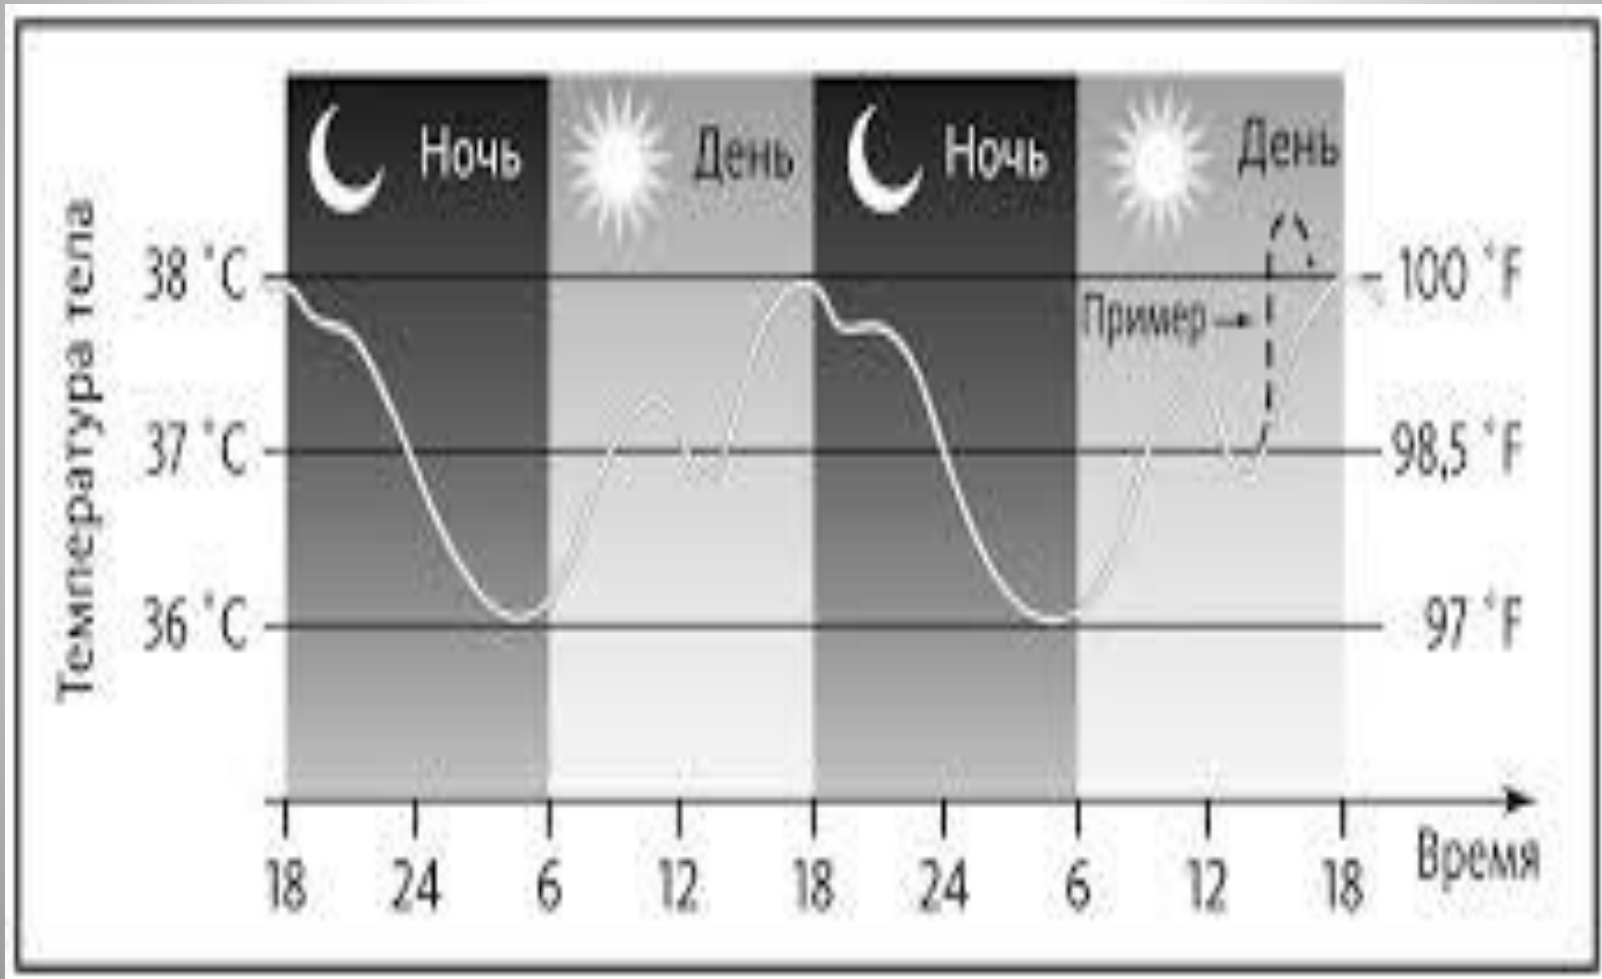 Ночь
День
Ночь
День
Температура тела
38 °C
100 °F
Пример
37 °C
98,5 °F
36 °C
97 °F
18 24 6 12 18 24 6 12 18
Время